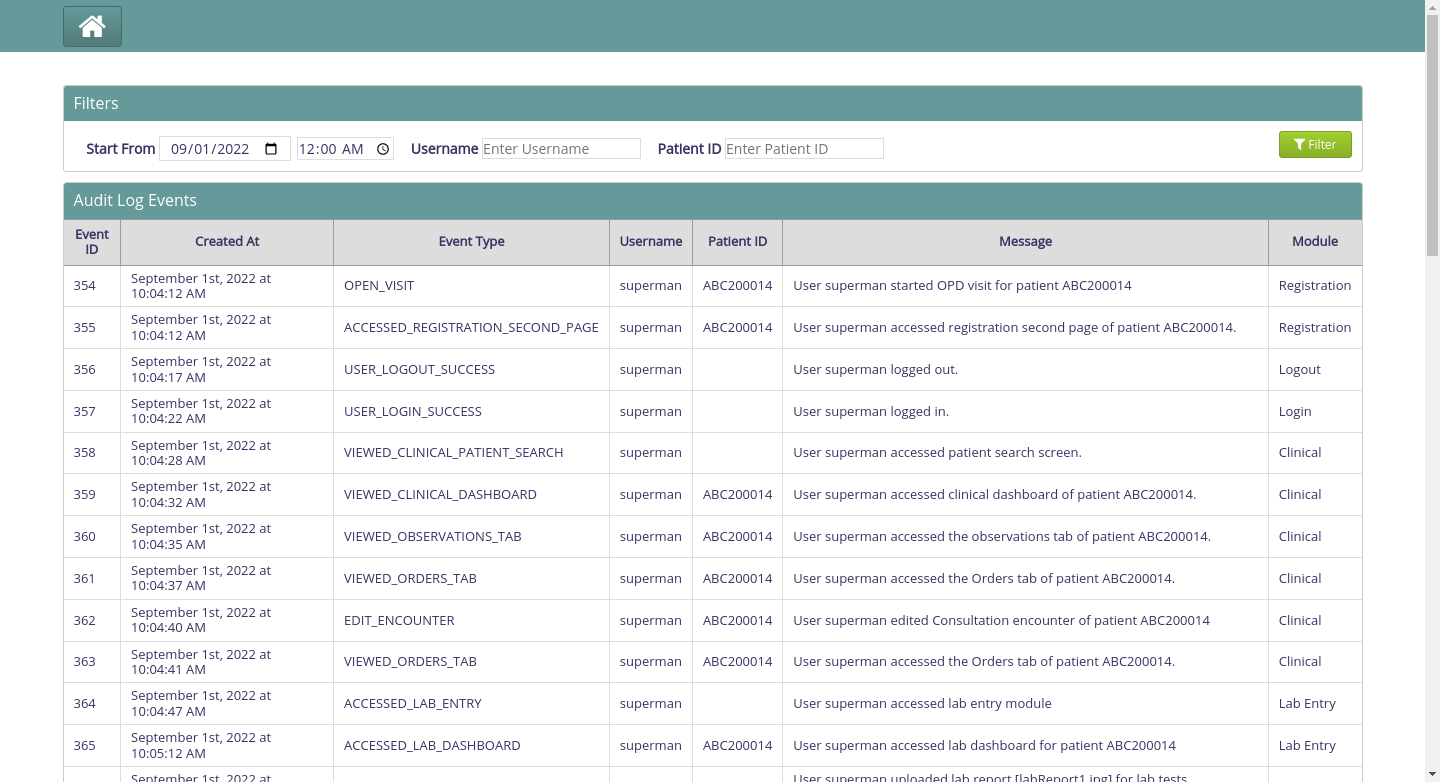 Filters
Start From 09/01/2022 12:00 AM Username Enter Username Patient ID Enter Patient ID Filter
Audit Log Events
Event ID Created At Event Type Username Patient ID Message Module
354 September 1st, 2022 at 10:04:12 AM OPEN_VISIT superman ABC200014 User superman started OPD visit for patient ABC200014 Registration
355 September 1st, 2022 at 10:04:12 AM ACCESSED_REGISTRATION_SECOND_PAGE superman ABC200014 User superman accessed registration second page of patient ABC200014. Registration
356 September 1st, 2022 at 10:04:17 AM USER_LOGOUT_SUCCESS superman User superman logged out. Logout
357 September 1st, 2022 at 10:04:22 AM USER_LOGIN_SUCCESS superman User superman logged in. Login
358 September 1st, 2022 at 10:04:28 AM VIEWED_CLINICAL_PATIENT_SEARCH superman User superman accessed patient search screen. Clinical
359 September 1st, 2022 at 10:04:32 AM VIEWED_CLINICAL_DASHBOARD superman ABC200014 User superman accessed clinical dashboard of patient ABC200014. Clinical
360 September 1st, 2022 at 10:04:35 AM VIEWED_OBSERVATIONS_TAB superman ABC200014 User superman accessed the observations tab of patient ABC200014. Clinical
361 September 1st, 2022 at 10:04:37 AM VIEWED_ORDERS_TAB superman ABC200014 User superman accessed the Orders tab of patient ABC200014. Clinical
362 September 1st, 2022 at 10:04:40 AM EDIT_ENCOUNTER superman ABC200014 User superman edited Consultation encounter of patient ABC200014 Clinical
363 September 1st, 2022 at 10:04:41 AM VIEWED_ORDERS_TAB superman ABC200014 User superman accessed the Orders tab of patient ABC200014. Clinical
364 September 1st, 2022 at 10:04:47 AM ACCESSED_LAB_ENTRY superman User superman accessed lab entry module Lab Entry
365 September 1st, 2022 at 10:05:12 AM ACCESSED_LAB_DASHBOARD superman ABC200014 User superman accessed lab dashboard for patient ABC200014 Lab Entry
September 1st, 2022 at User superman uploaded lab report [labReport1.jpg] for lab tests